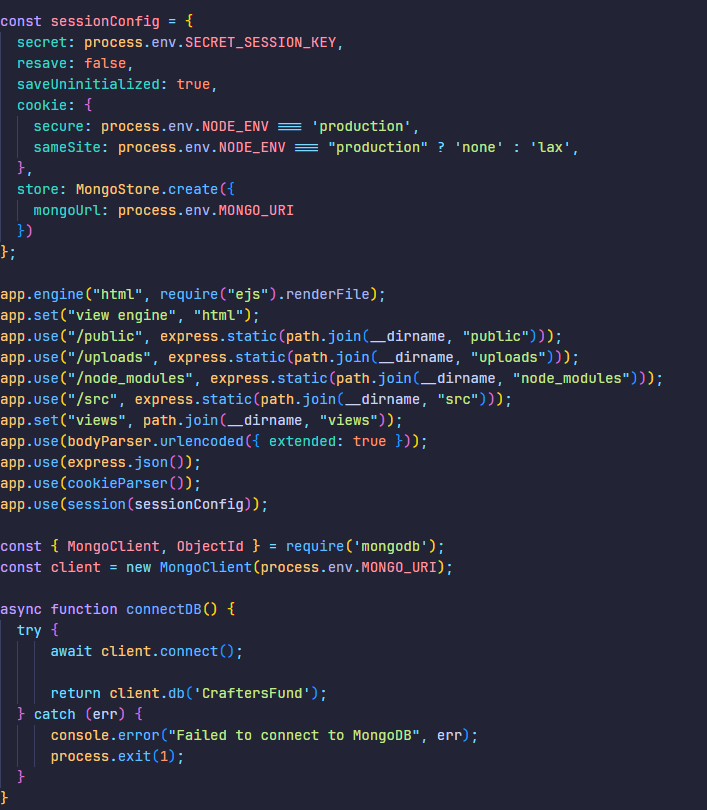 const sessionConfig = {
  secret: process.env.SECRET_SESSION_KEY,
  resave: false,
  saveUninitialized: true,
  cookie: {
    secure: process.env.NODE_ENV === 'production',
    sameSite: process.env.NODE_ENV === "production" ? 'none' : 'lax',
  },
  store: MongoStore.create({
    mongoUrl: process.env.MONGO_URI
  })
};

app.engine("html", require("ejs").renderFile);
app.set("view engine", "html");
app.use("/public", express.static(path.join(__dirname, "public")));
app.use("/uploads", express.static(path.join(__dirname, "uploads")));
app.use("/node_modules", express.static(path.join(__dirname, "node_modules")));
app.use("/src", express.static(path.join(__dirname, "src")));
app.set("views", path.join(__dirname, "views"));
app.use(bodyParser.urlencoded({ extended: true }));
app.use(express.json());
app.use(cookieParser());
app.use(session(sessionConfig));

const { MongoClient, ObjectId } = require('mongodb');
const client = new MongoClient(process.env.MONGO_URI);

async function connectDB() {
  try {
      await client.connect();

      return client.db('CraftersFund');
  } catch (err) {
      console.error("Failed to connect to MongoDB", err);
      process.exit(1);
  }
}